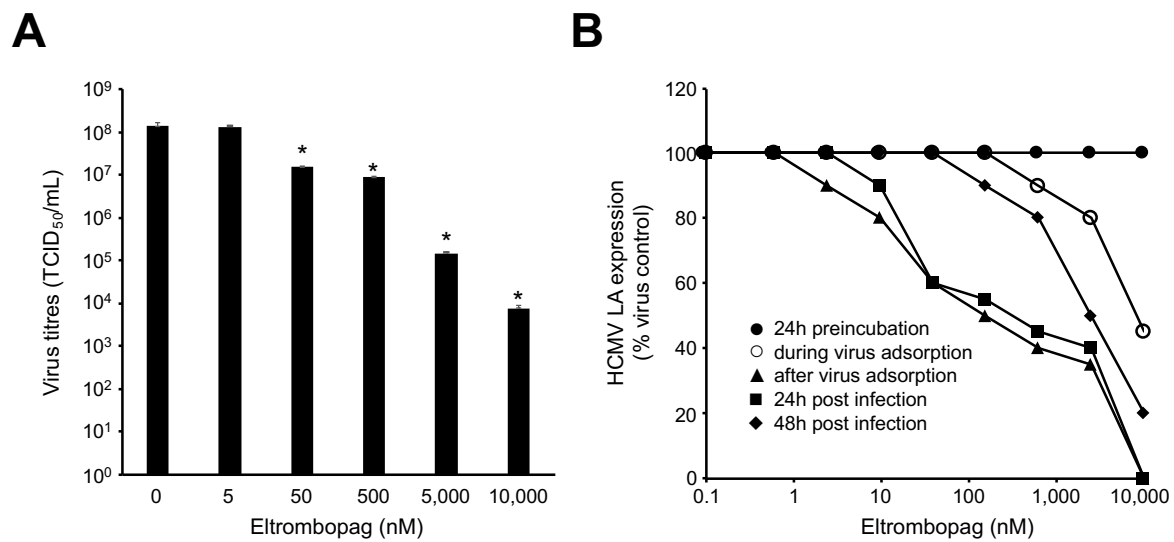 A
Virus titres (TCID₅₀/mL)
10⁹
10⁸
10⁷
10⁶
10⁵
10⁴
10³
10²
10¹
10⁰
*
*
*
*
0 5 50 500 5,000 10,000
Eltrombopag (nM)
B
HCMV LA expression
(% virus control)
120
100
80
60
40
20
0
24h preincubation
during virus adsorption
after virus adsorption
24h post infection
48h post infection
0.1 1 10 100 1,000 10,000
Eltrombopag (nM)